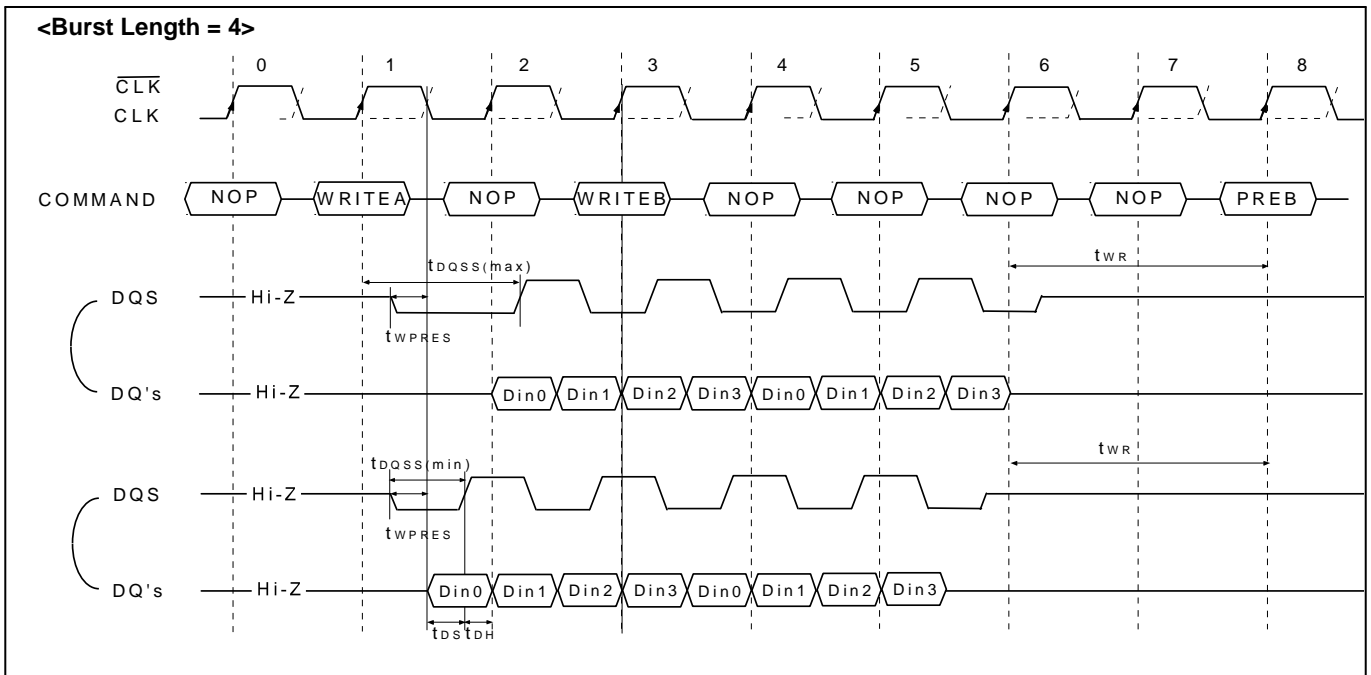 <Burst Length = 4>
0 1 2 3 4 5 6 7 8
CLK
CLK
COMMAND NOP WRITEA NOP WRITEB NOP NOP NOP NOP PREB
tDQSS(max) tWR
DQS Hi-Z
tWPRES
DQ's Hi-Z Din0 Din1 Din2 Din3 Din0 Din1 Din2 Din3
tDQSS(min) tWR
DQS Hi-Z
tWPRES
DQ's Hi-Z Din0 Din1 Din2 Din3 Din0 Din1 Din2 Din3
tDS tDH